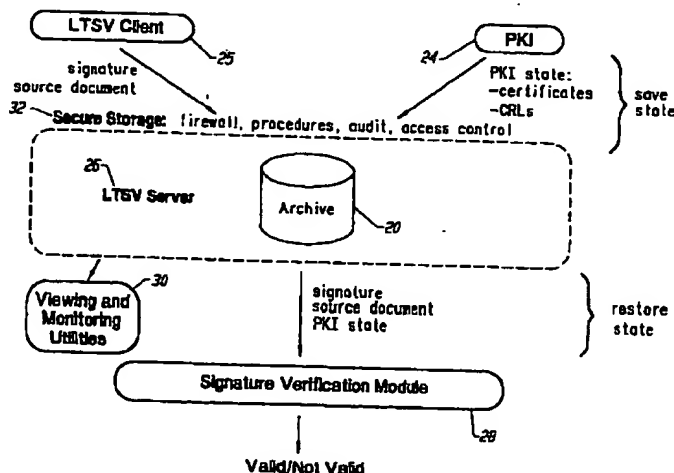 LTSV Client
25
PKI
24
signature
source document
PKI state:
-certificates
-CRLs
save
state
32
Secure Storage: firewall, procedures, audit, access control
26
LTSV Server
Archive
20
30
Viewing and
Monitoring
Utilities
signature
source document
PKI state
restore
state
Signature Verification Module
28
Valid/Not Valid